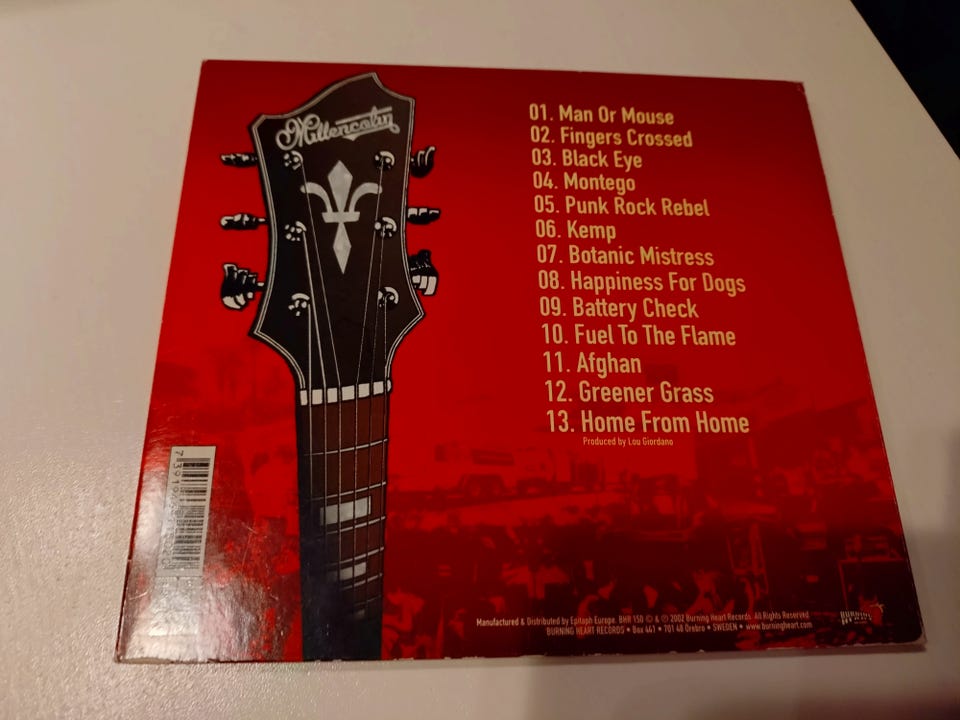 Millencolin
01. Man Or Mouse
02. Fingers Crossed
03. Black Eye
04. Montego
05. Punk Rock Rebel
06. Kemp
07. Botanic Mistress
08. Happiness For Dogs
09. Battery Check
10. Fuel To The Flame
11. Afghan
12. Greener Grass
13. Home From Home
Produced by Lou Giordano
Manufactured & Distributed by Epitaph Europe. BHR 150 © & ℗ 2002 Burning Heart Records. All Rights Reserved
BURNING HEART RECORDS • Box 441 • 701 48 Örebro • SWEDEN • www.burningheart.com